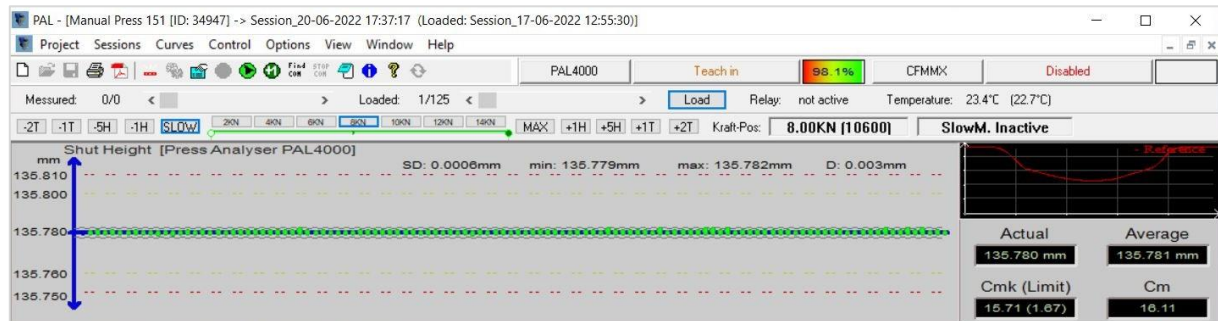 PAL - [Manual Press 151 [ID: 34947] -> Session_20-06-2022 17:37:17 (Loaded: Session_17-06-2022 12:55:30)]
Project Sessions Curves Control Options View Window Help
Find COM STOP COM PAL4000 Teach in 98.1% CFMMX Disabled
Messured: 0/0 < > Loaded: 1/125 < > Load Relay: not active Temperature: 23.4°C (22.7°C)
-2T -1T -5H -1H SLOW 2KN 4KN 6KN 8KN 10KN 12KN 14KN MAX +1H +5H +1T +2T Kraft-Pos: 8.00KN [10600] SlowM. Inactive
Shut Height [Press Analyser PAL4000]
mm SD: 0.0006mm min: 135.779mm max: 135.782mm D: 0.003mm - Reference
135.810
135.800
135.780
135.760
135.750
Actual Average
135.780 mm 135.781 mm
Cmk (Limit) Cm
15.71 (1.67) 16.11